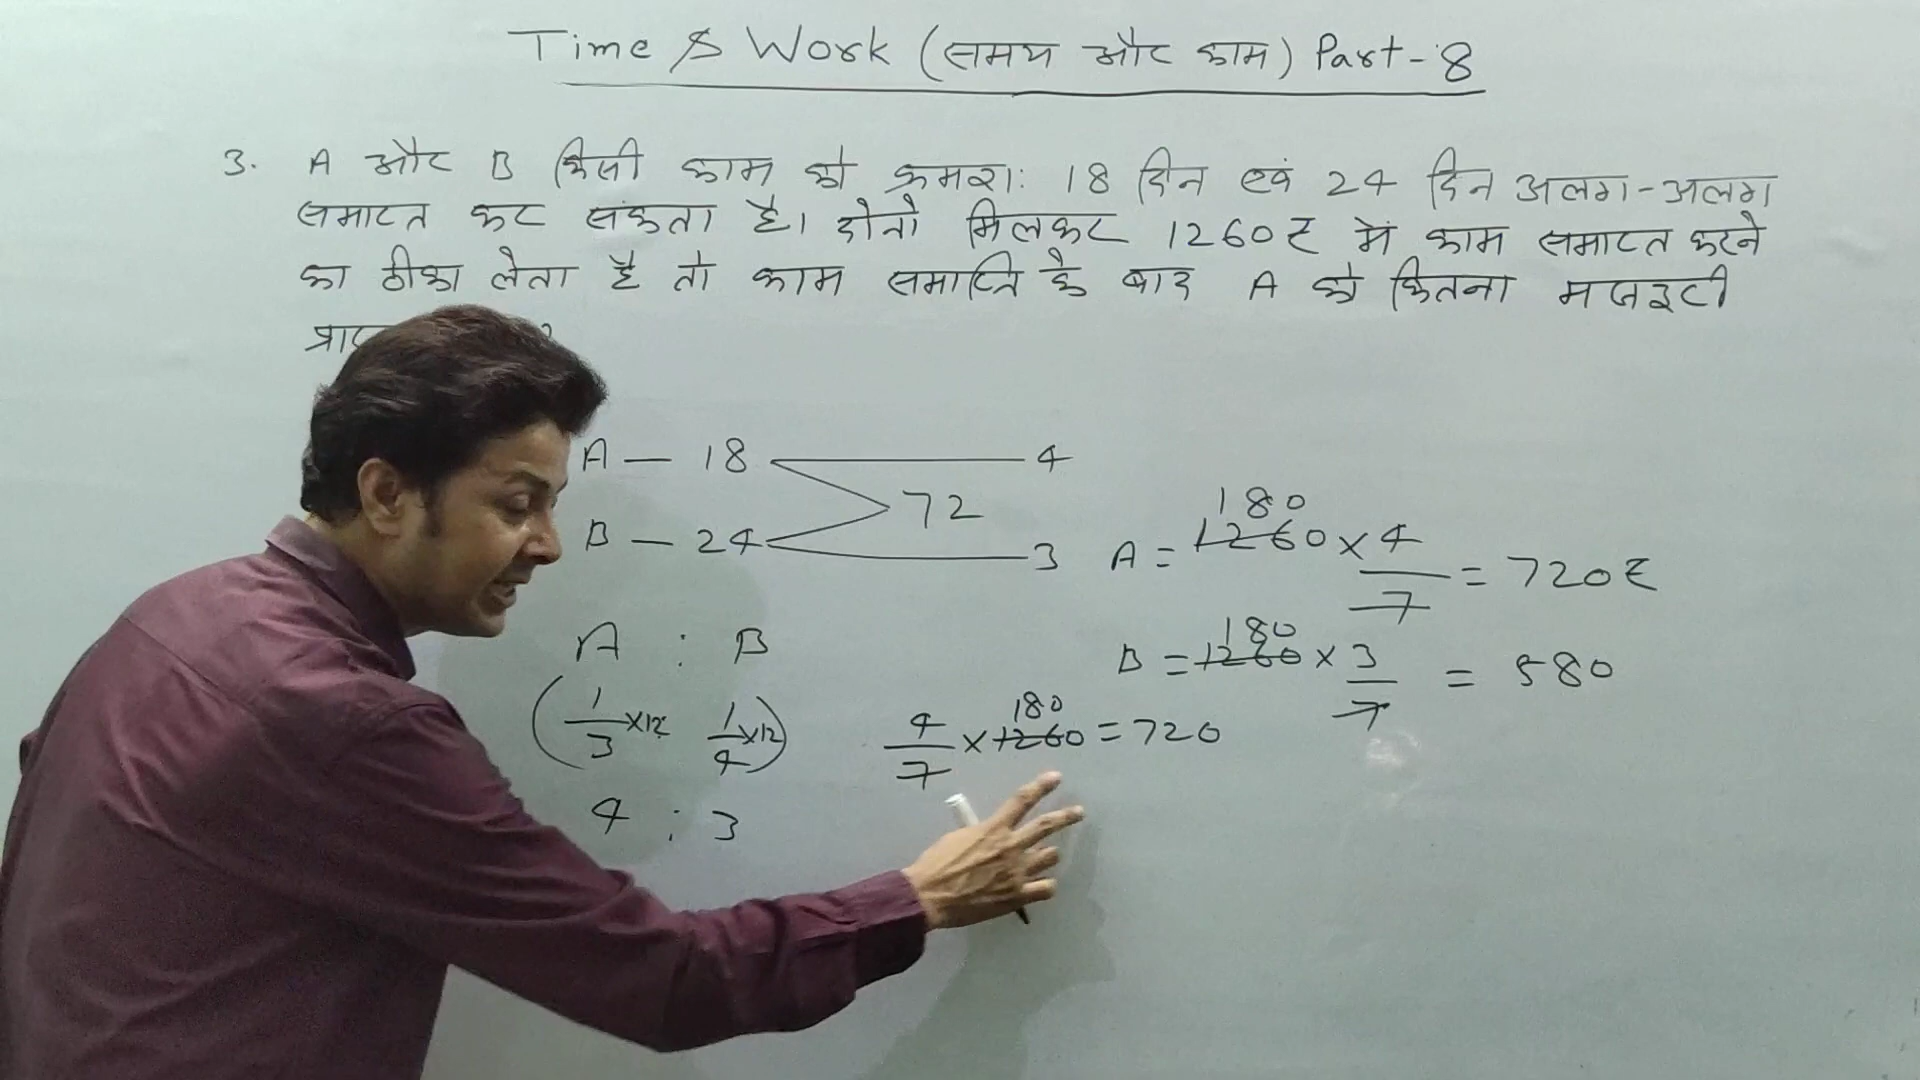 Time & Work (समय और काम) Part-8
3. A और B किसी काम को क्रमशः 18 दिन एवं 24 दिन अलग-अलग
समाप्त कर सकता है। दोनो मिलकर 1260₹ में काम समाप्त करने
का ठीका लेता है तो काम समाप्ति के बाद A को कितना मजदूरी
A — 18 4
72
B — 24 3
A = 1260 × 4/7 = 720₹
180
B = 1260 × 3/7 = 580
180
A : B
(1/3 ×12 1/4 ×12)
4 : 3
4/7 × 1260 = 720
180